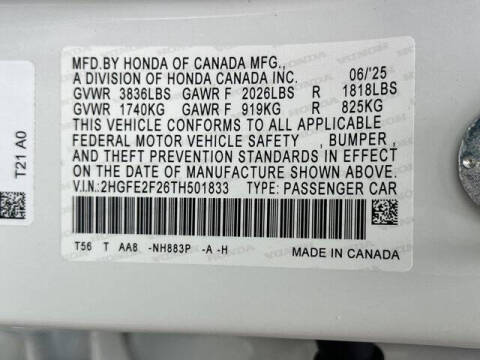 MFD.BY HONDA OF CANADA MFG.,
A DIVISION OF HONDA CANADA INC. 06/'25
GVWR 3836LBS GAWR F 2026LBS R 1818LBS
GVWR 1740KG GAWR F 919KG R 825KG
THIS VEHICLE CONFORMS TO ALL APPLICABLE
FEDERAL MOTOR VEHICLE SAFETY , BUMPER ,
AND THEFT PREVENTION STANDARDS IN EFFECT
ON THE DATE OF MANUFACTURE SHOWN ABOVE.
V.I.N.:2HGFE2F26TH501833 TYPE: PASSENGER CAR
T56 T AA8 -NH883P -A -H
MADE IN CANADA
T21 A0